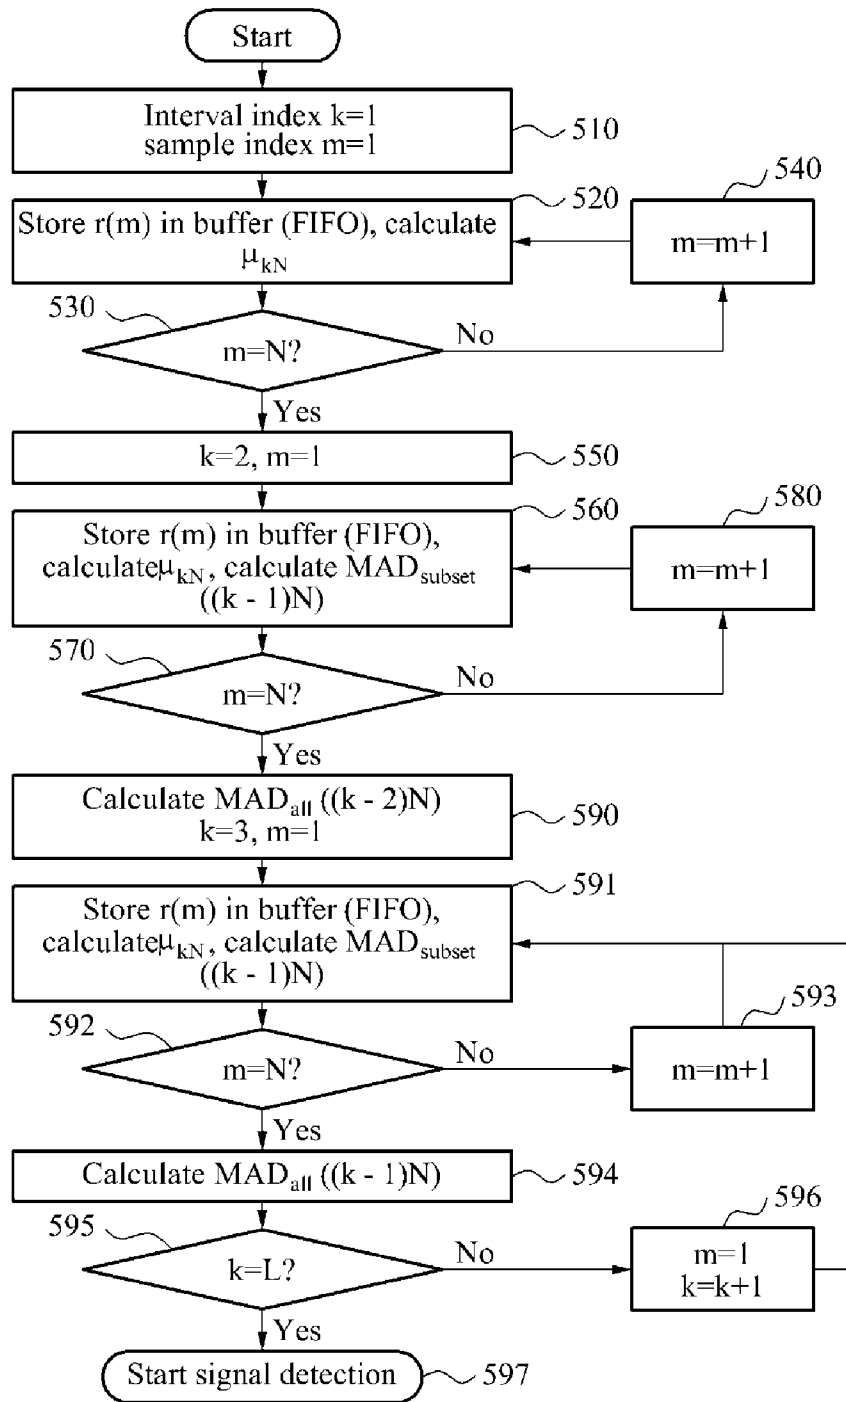 Start
Interval index k=1
sample index m=1
510
520
540
Store r(m) in buffer (FIFO), calculate
μkN
m=m+1
530
m=N?
No
Yes
k=2, m=1
550
560
580
Store r(m) in buffer (FIFO),
calculateμkN, calculate MADsubset
((k - 1)N)
m=m+1
570
m=N?
No
Yes
Calculate MADall ((k - 2)N)
k=3, m=1
590
591
Store r(m) in buffer (FIFO),
calculateμkN, calculate MADsubset
((k - 1)N)
592
593
m=N?
No
m=m+1
Yes
Calculate MADall ((k - 1)N)
594
595
596
k=L?
No
m=1
k=k+1
Yes
Start signal detection
597